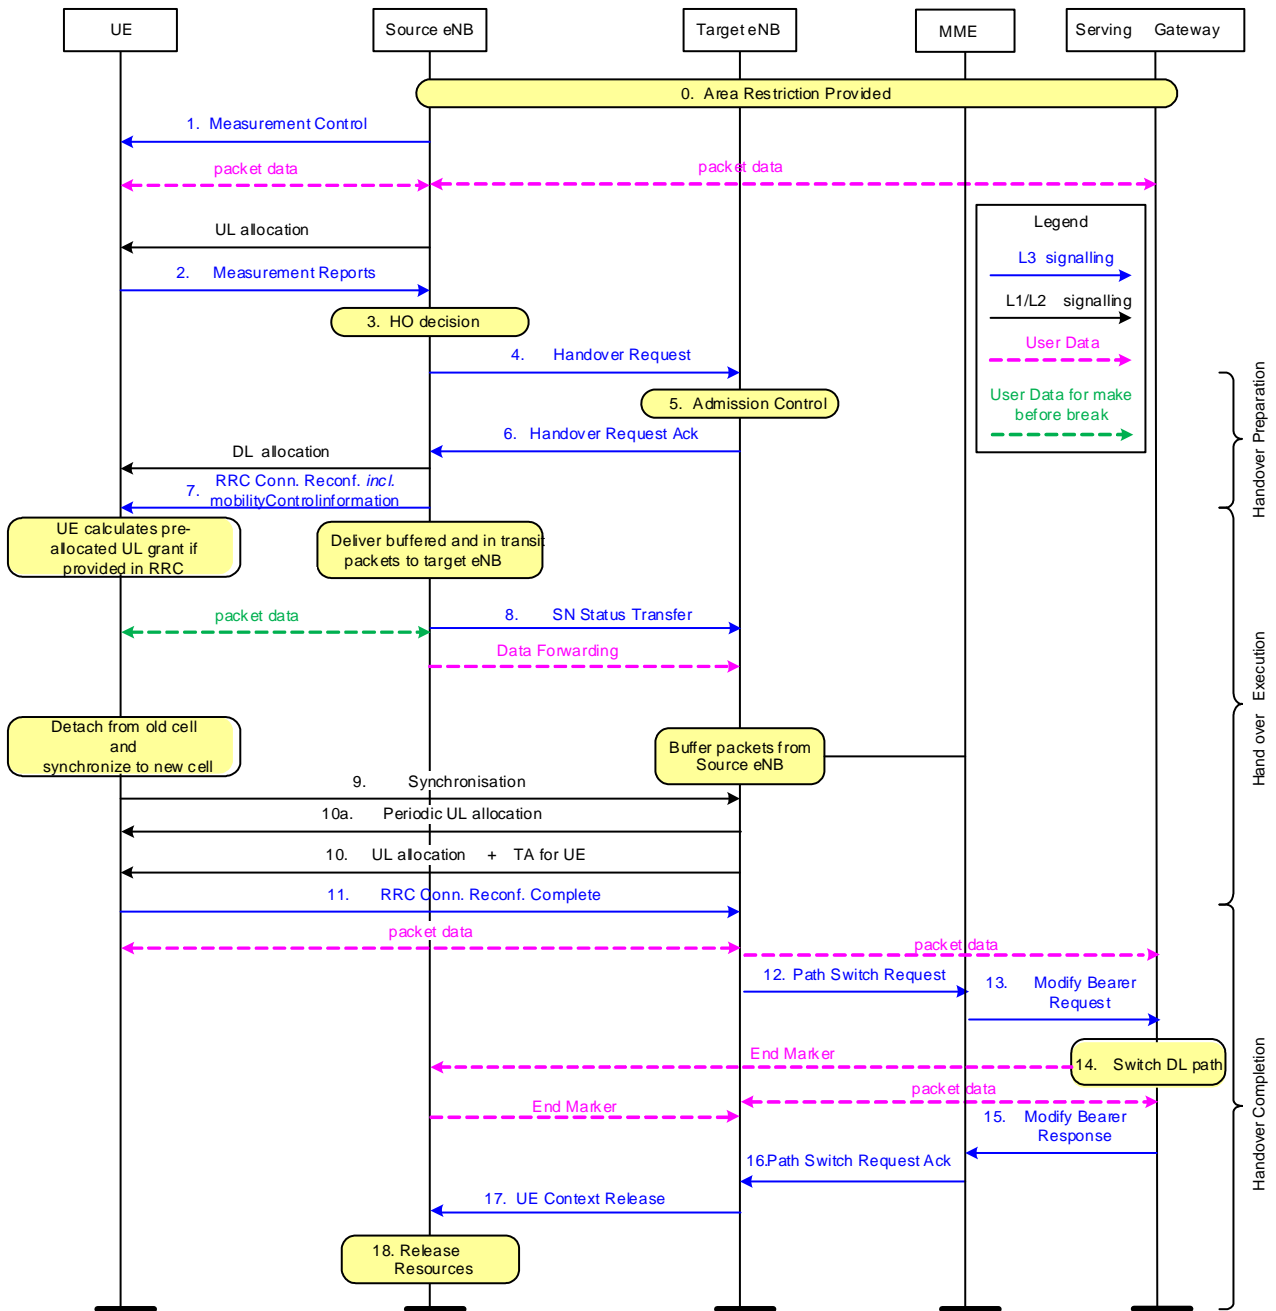 UE
Source eNB
Target eNB
MME
Serving Gateway
0. Area Restriction Provided
1. Measurement Control
packet data
packet data
UL allocation
Legend
L3 signalling
L1/L2 signalling
User Data
User Data for make
before break
2. Measurement Reports
3. HO decision
4. Handover Request
5. Admission Control
6. Handover Request Ack
DL allocation
7. RRC Conn. Reconf. incl.
mobilityControlinformation
Handover Preparation
UE calculates pre-
allocated UL grant if
provided in RRC
Deliver buffered and in transit
packets to target eNB
packet data
8. SN Status Transfer
Data Forwarding
Detach from old cell
and
synchronize to new cell
Buffer packets from
Source eNB
9. Synchronisation
10a. Periodic UL allocation
10. UL allocation + TA for UE
Hand over Execution
11. RRC Conn. Reconf. Complete
packet data
packet data
12. Path Switch Request
13. Modify Bearer
Request
End Marker
14. Switch DL path
packet data
End Marker
15. Modify Bearer
Response
16.Path Switch Request Ack
17. UE Context Release
18. Release
Resources
Handover Completion